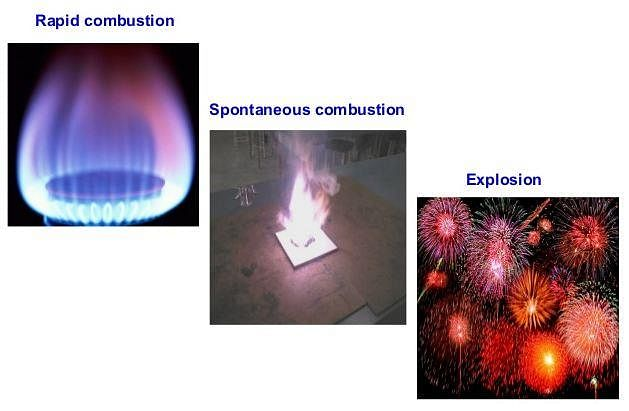 Rapid combustion
Spontaneous combustion
Explosion